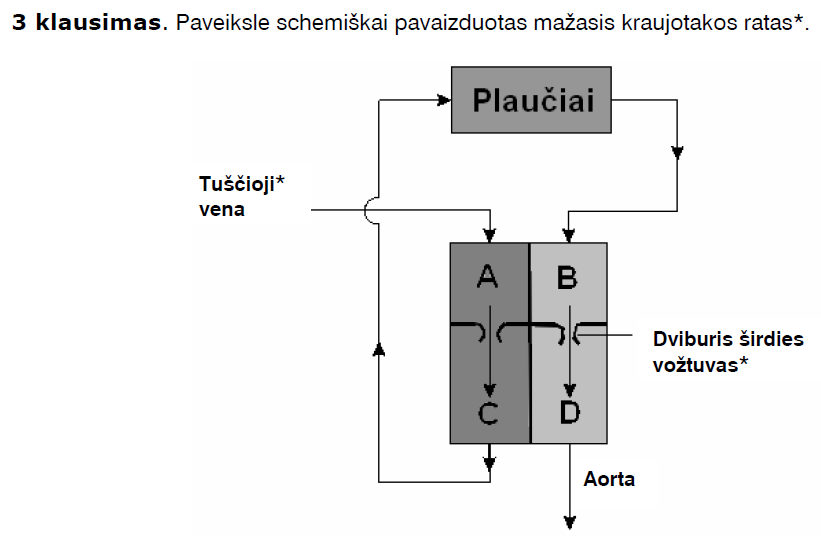 3 klausimas. Paveiksle schemiškai pavaizduotas mažasis kraujotakos ratas*.
Plaučiai
Tuščioji*
vena
A
B
Dviburis širdies
vožtuvas*
C
D
Aorta